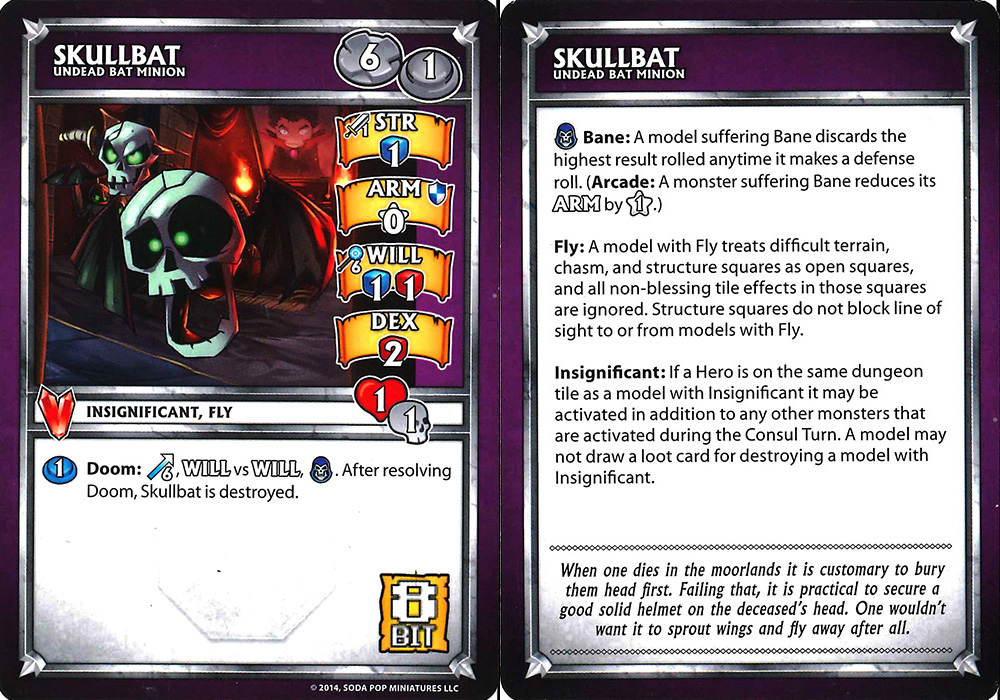 SKULLBAT
UNDEAD BAT MINION
6
1
STR
1
ARM
0
6 WILL
1 1
DEX
2
1
1
INSIGNIFICANT, FLY
1 Doom: 6, WILL vs WILL, . After resolving
Doom, Skullbat is destroyed.
8
BIT
© 2014, SODA POP MINIATURES LLC
SKULLBAT
UNDEAD BAT MINION
Bane: A model suffering Bane discards the
highest result rolled anytime it makes a defense
roll. (Arcade: A monster suffering Bane reduces its
ARM by 1.)
Fly: A model with Fly treats difficult terrain,
chasm, and structure squares as open squares,
and all non-blessing tile effects in those squares
are ignored. Structure squares do not block line of
sight to or from models with Fly.
Insignificant: If a Hero is on the same dungeon
tile as a model with Insignificant it may be
activated in addition to any other monsters that
are activated during the Consul Turn. A model may
not draw a loot card for destroying a model with
Insignificant.
When one dies in the moorlands it is customary to bury
them head first. Failing that, it is practical to secure a
good solid helmet on the deceased's head. One wouldn't
want it to sprout wings and fly away after all.